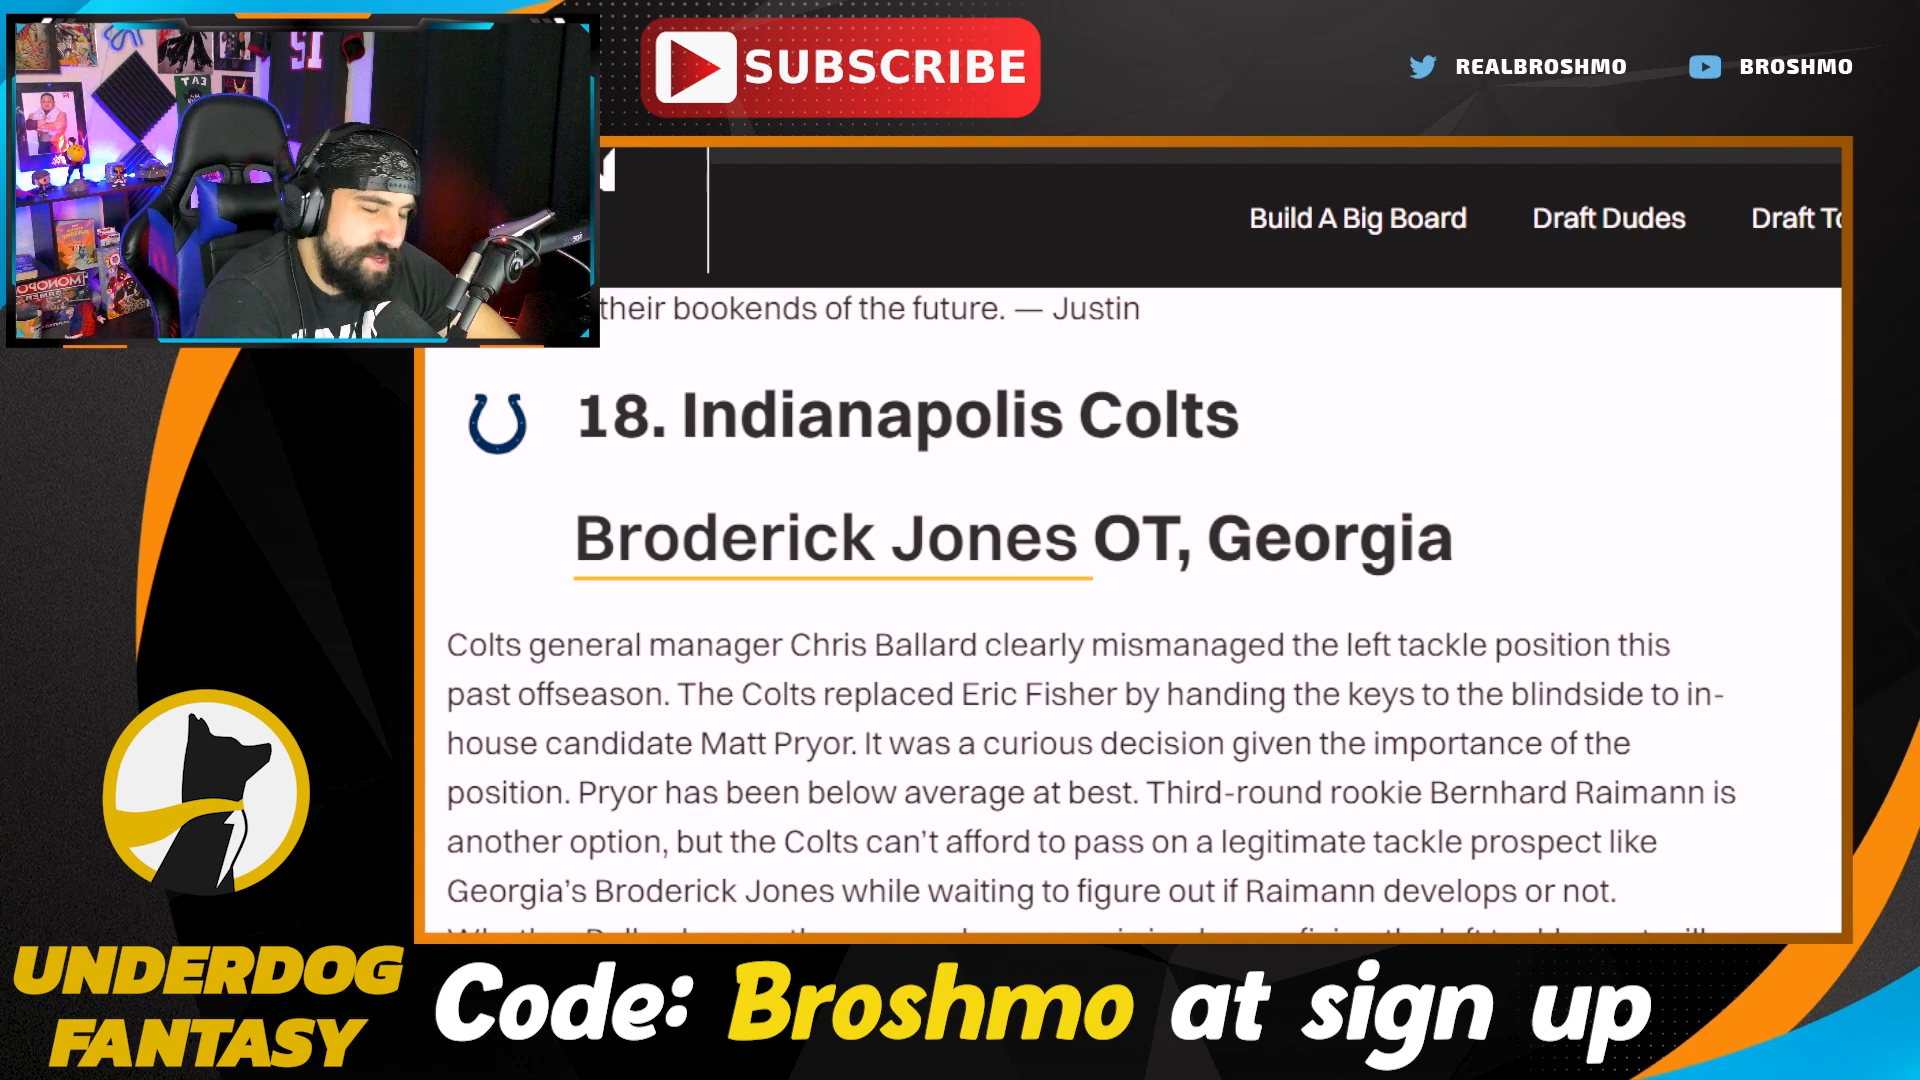 SUBSCRIBE
REALBROSHMO
BROSHMO
Build A Big Board
Draft Dudes
their bookends of the future. — Justin
18. Indianapolis Colts
Broderick Jones OT, Georgia
Colts general manager Chris Ballard clearly mismanaged the left tackle position this
past offseason. The Colts replaced Eric Fisher by handing the keys to the blindside to in-
house candidate Matt Pryor. It was a curious decision given the importance of the
position. Pryor has been below average at best. Third-round rookie Bernhard Raimann is
another option, but the Colts can’t afford to pass on a legitimate tackle prospect like
Georgia’s Broderick Jones while waiting to figure out if Raimann develops or not.
UNDERDOG
FANTASY
Code: Broshmo at sign up